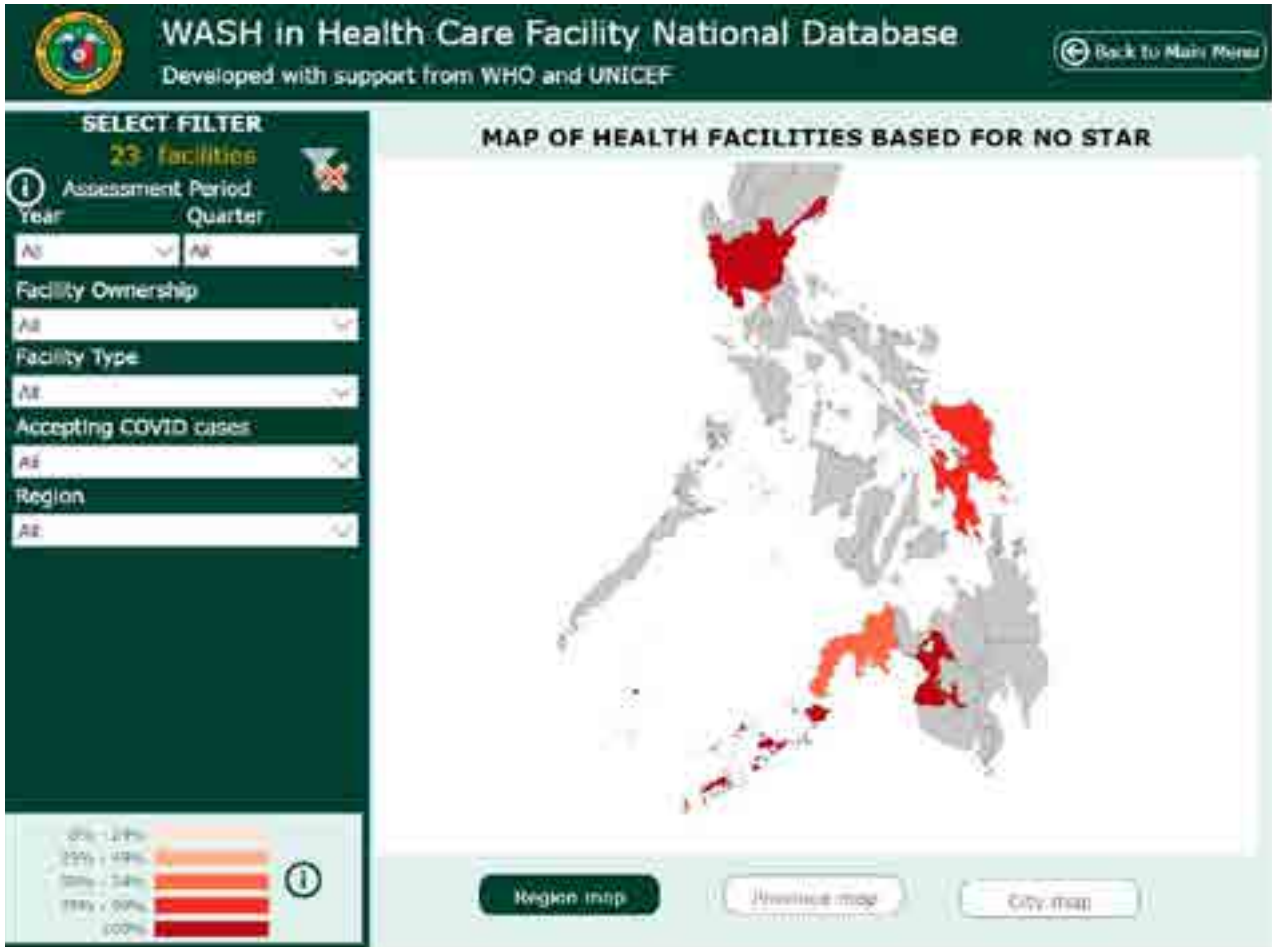 WASH in Health Care Facility National Database
Developed with support from WHO and UNICEF
Back to Main Menu
SELECT FILTER
23 facilities
Assessment Period
Year Quarter
All All
Facility Ownership
All
Facility Type
All
Accepting COVID cases
All
Region
All
100%
MAP OF HEALTH FACILITIES BASED FOR NO STAR
Region map
Province map
City map